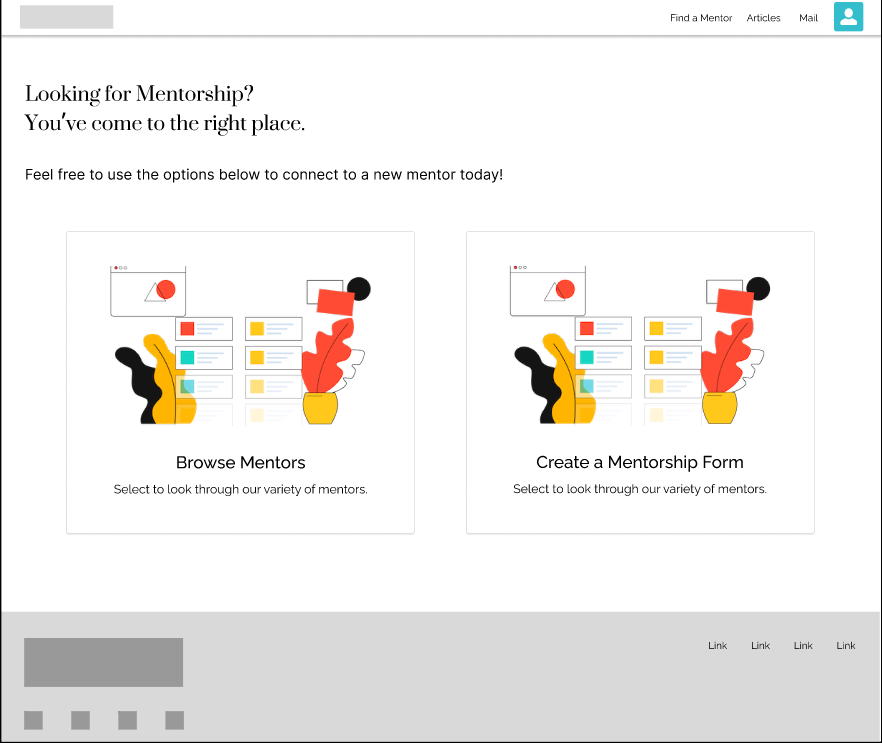 Find a Mentor Articles Mail
Looking for Mentorship?
You've come to the right place.
Feel free to use the options below to connect to a new mentor today!
Browse Mentors
Select to look through our variety of mentors.
Create a Mentorship Form
Select to look through our variety of mentors.
Link Link Link Link